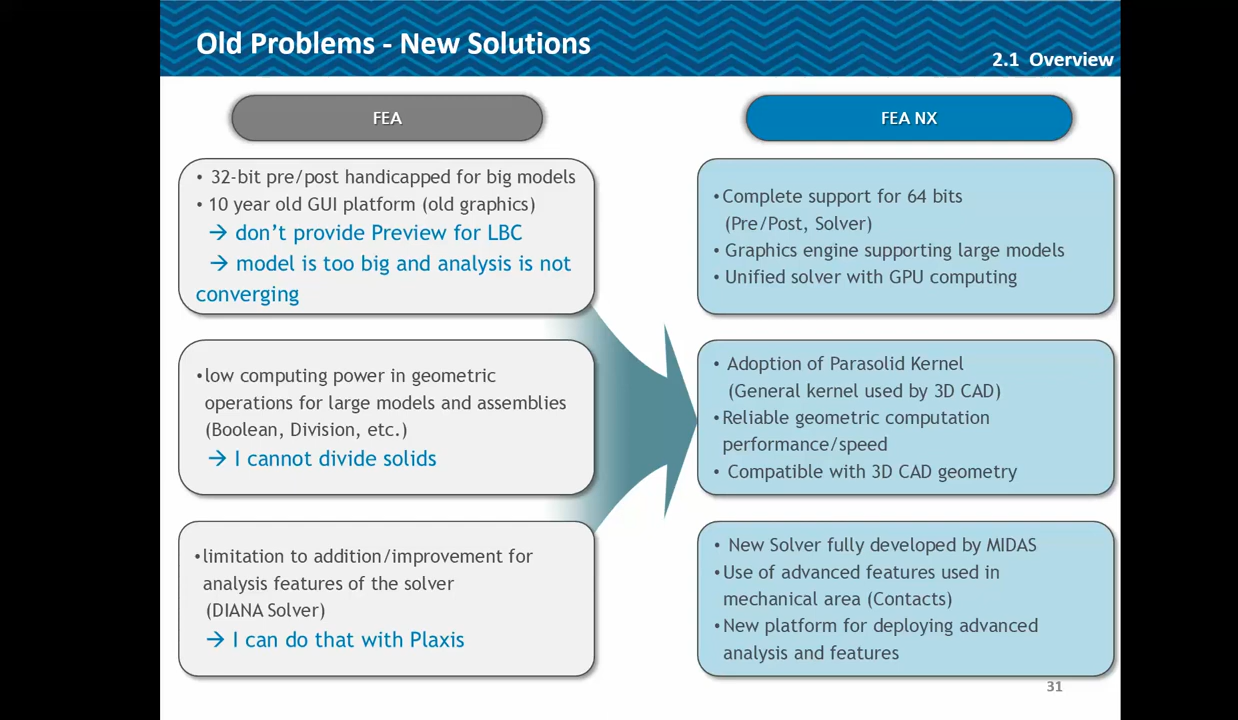 Old Problems - New Solutions
2.1 Overview
FEA
• 32-bit pre/post handicapped for big models
• 10 year old GUI platform (old graphics)
→ don't provide Preview for LBC
→ model is too big and analysis is not
converging
•low computing power in geometric
operations for large models and assemblies
(Boolean, Division, etc.)
→ I cannot divide solids
•limitation to addition/improvement for
analysis features of the solver
(DIANA Solver)
→ I can do that with Plaxis
FEA NX
•Complete support for 64 bits
(Pre/Post, Solver)
• Graphics engine supporting large models
• Unified solver with GPU computing
• Adoption of Parasolid Kernel
(General kernel used by 3D CAD)
•Reliable geometric computation
performance/speed
• Compatible with 3D CAD geometry
• New Solver fully developed by MIDAS
•Use of advanced features used in
mechanical area (Contacts)
•New platform for deploying advanced
analysis and features
31